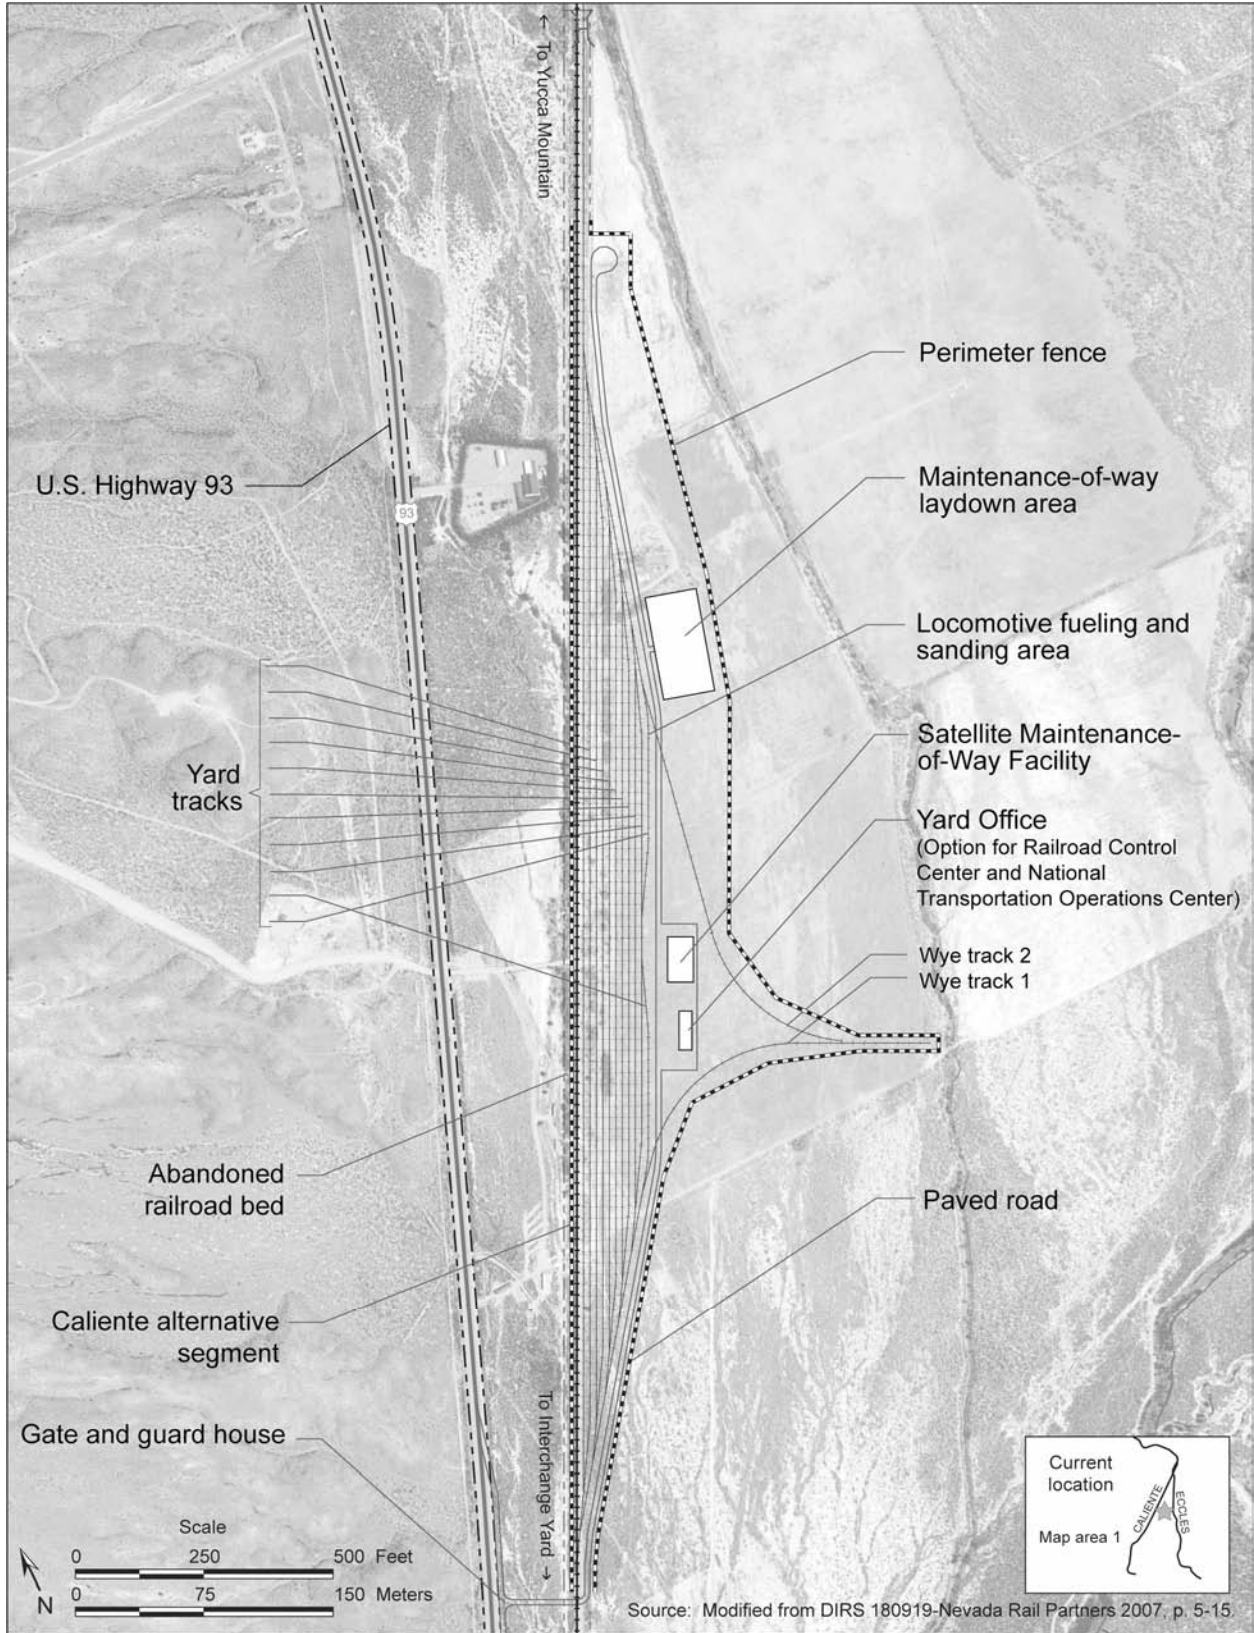 ← To Yucca Mountain
Perimeter fence
Maintenance-of-way
laydown area
U.S. Highway 93
93
Locomotive fueling and
sanding area
Satellite Maintenance-
of-Way Facility
Yard
tracks
Yard Office
(Option for Railroad Control
Center and National
Transportation Operations Center)
Wye track 2
Wye track 1
Abandoned
railroad bed
Paved road
Caliente alternative
segment
Gate and guard house
To Interchange Yard →
Current
location
CALIENTE
ECCLES
Map area 1
Scale
0 250 500 Feet
0 75 150 Meters
N
Source: Modified from DIRS 180919-Nevada Rail Partners 2007, p. 5-15.